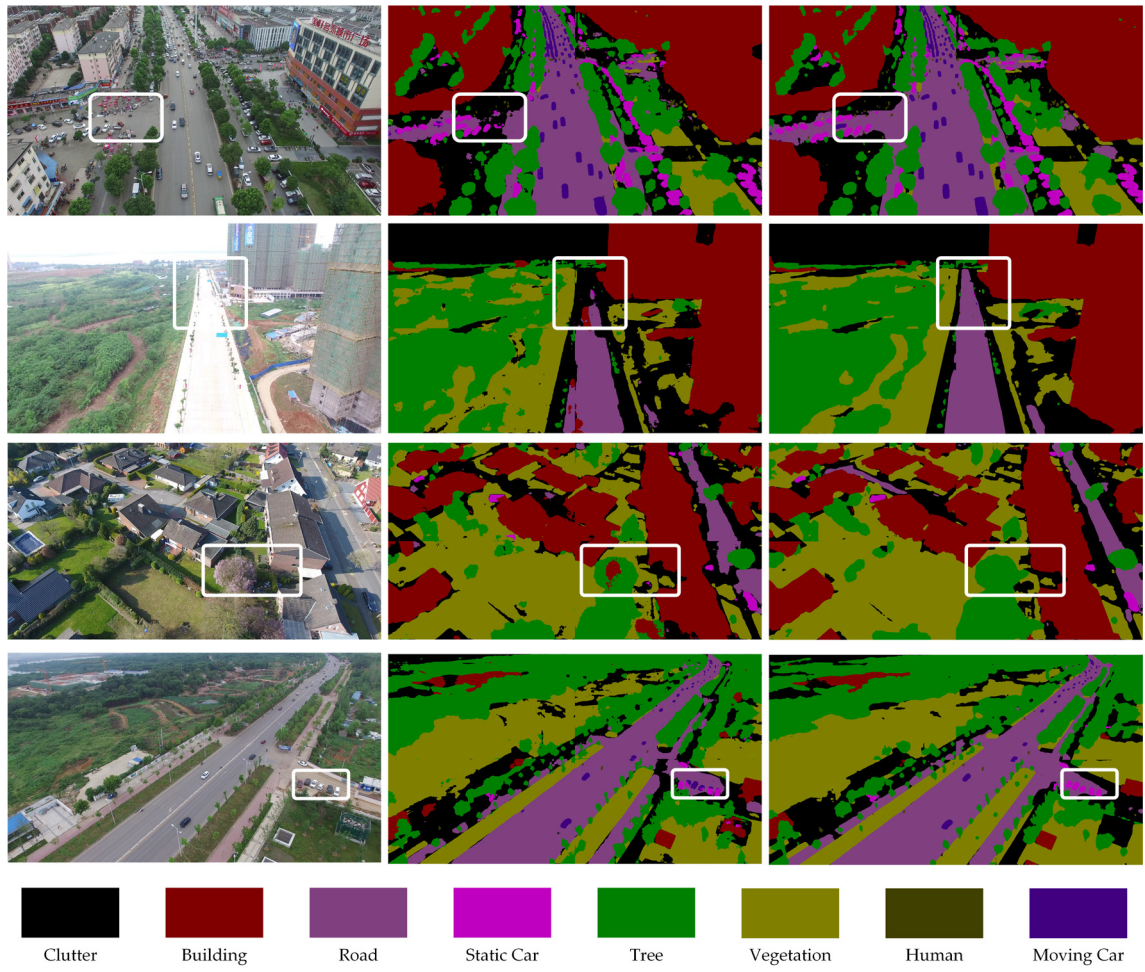 Clutter
Building
Road
Static Car
Tree
Vegetation
Human
Moving Car